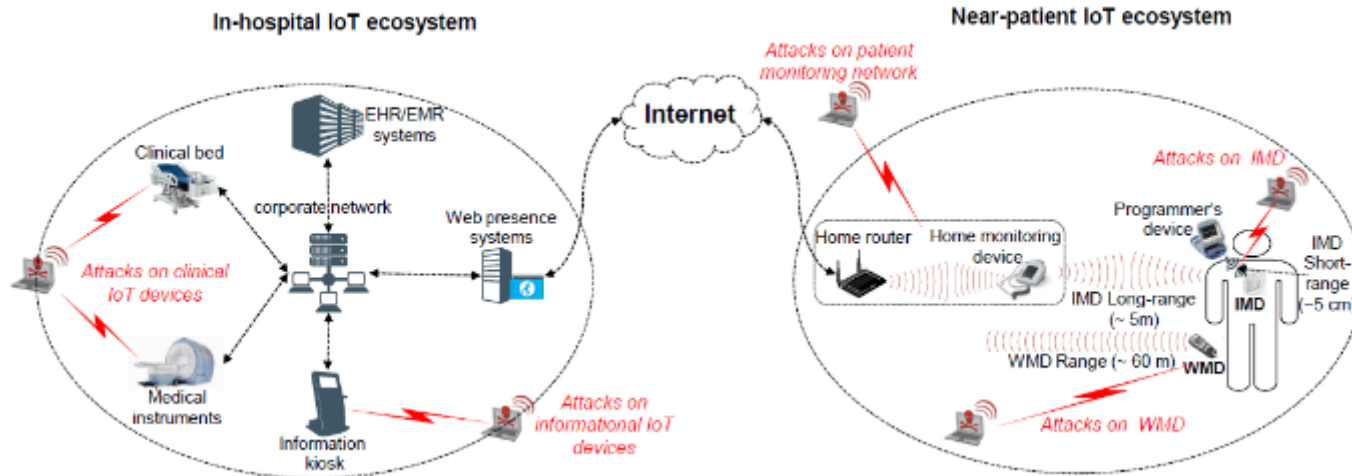 In-hospital IoT ecosystem
Near-patient IoT ecosystem
Attacks on patient
monitoring network
Internet
EHR/EMR
systems
Clinical bed
corporate network
Web presence
systems
Attacks on clinical
IoT devices
Medical
instruments
Information
kiosk
Attacks on
informational IoT
devices
Attacks on IMD
Programmer's
device
Home router
Home monitoring
device
IMD
Short-
range
(~5 cm)
IMD Long-range
(~ 5m)
IMD
WMD Range (~ 60 m)
WMD
Attacks on WMD